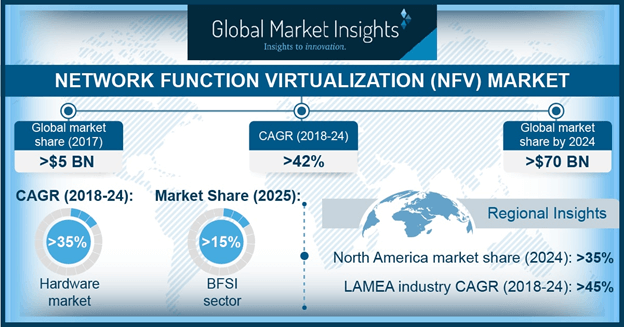 Global Market Insights
Insights to innovation.
NETWORK FUNCTION VIRTUALIZATION (NFV) MARKET
Global market
share (2017)
>$5 BN
CAGR (2018-24)
>42%
Global market
share by 2024
>$70 BN
CAGR (2018-24):
>35%
Hardware
market
Market Share (2025):
>15%
BFSI
sector
Regional Insights
North America market share (2024): >35%
LAMEA industry CAGR (2018-24): >45%